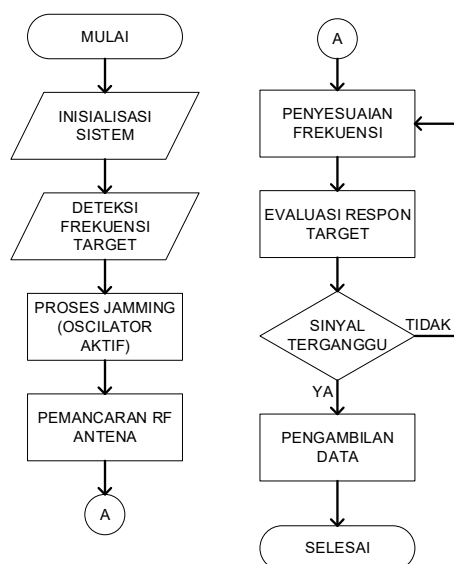 MULAI
INISIALISASI
SISTEM
DETEKSI
FREKUENSI
TARGET
PROSES JAMMING
(OSCILATOR
AKTIF)
PEMANCARAN RF
ANTENA
A
A
PENYESUAIAN
FREKUENSI
EVALUASI RESPON
TARGET
SINYAL
TERGANGGU
TIDAK
YA
PENGAMBILAN
DATA
SELESAI